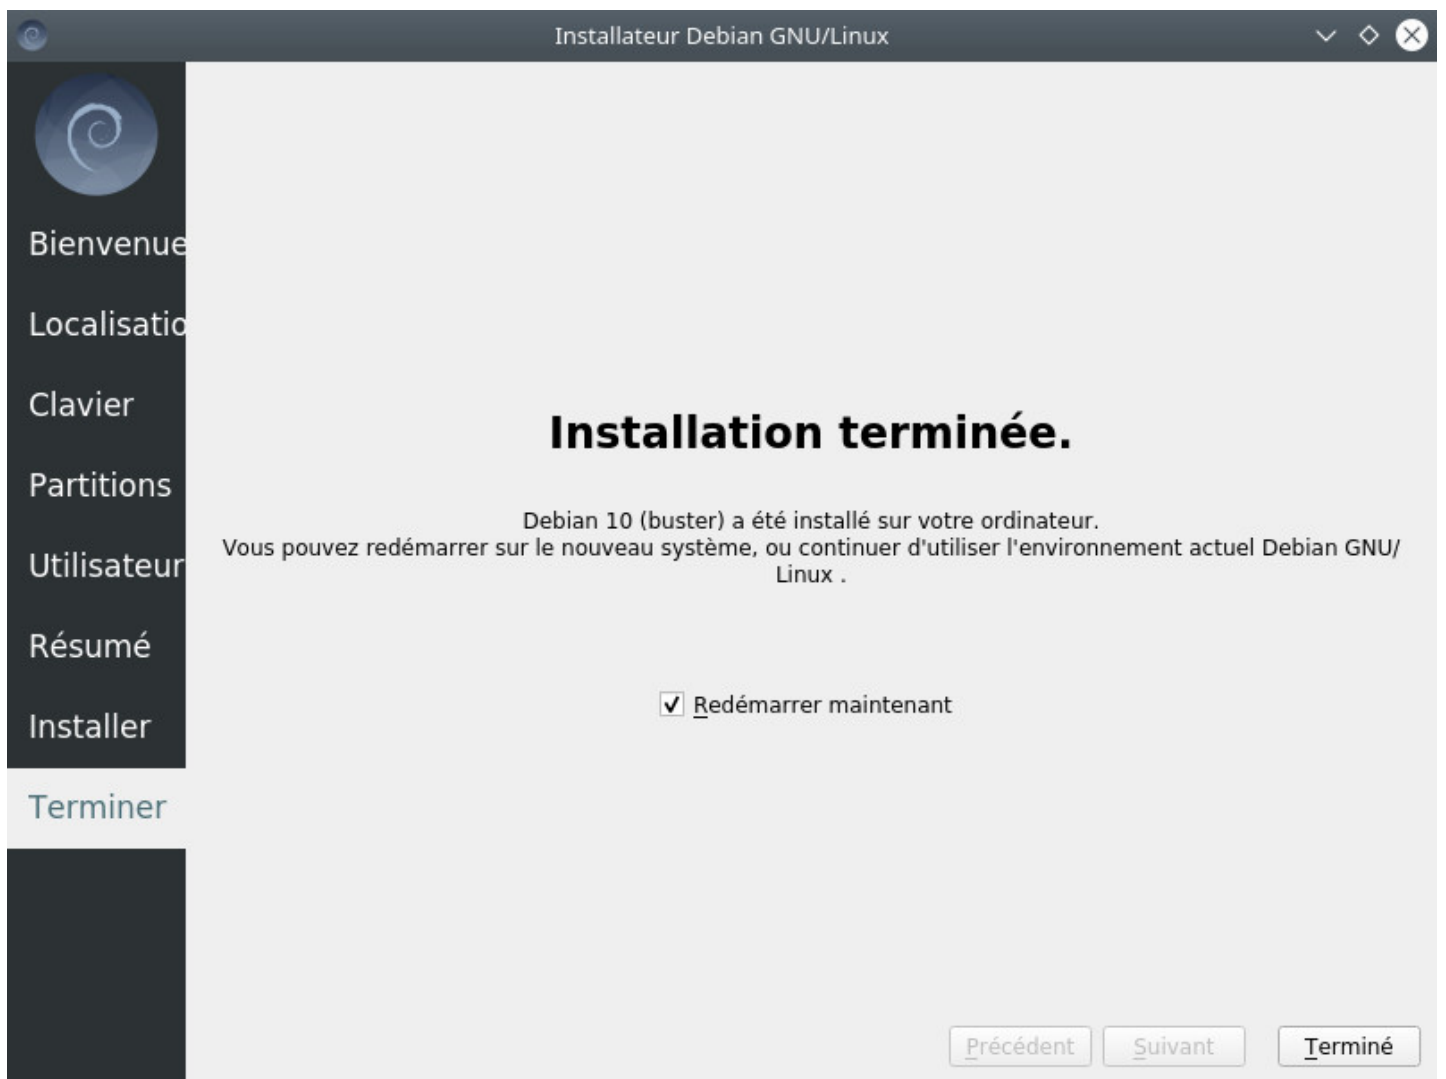 Installateur Debian GNU/Linux
Bienvenue
Localisatio
Clavier
Partitions
Utilisateur
Résumé
Installer
Terminer
Installation terminée.
Debian 10 (buster) a été installé sur votre ordinateur.
Vous pouvez redémarrer sur le nouveau système, ou continuer d'utiliser l'environnement actuel Debian GNU/
Linux .
Redémarrer maintenant
Précédent
Suivant
Terminé